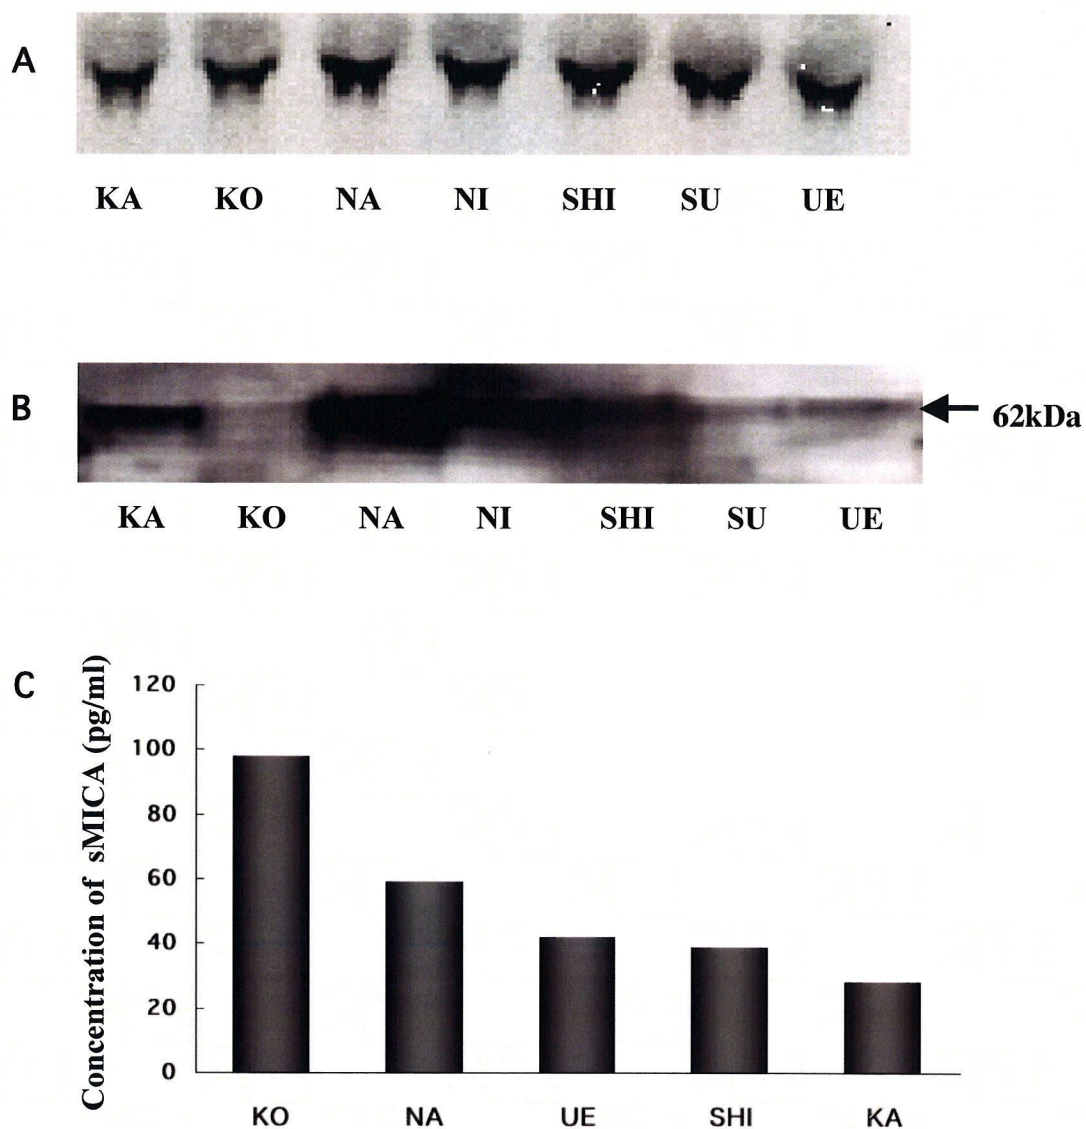 A
KA KO NA NI SHI SU UE
B
62kDa
KA KO NA NI SHI SU UE
C
Concentration of sMICA (pg/ml)
120
100
80
60
40
20
0
KO NA UE SHI KA